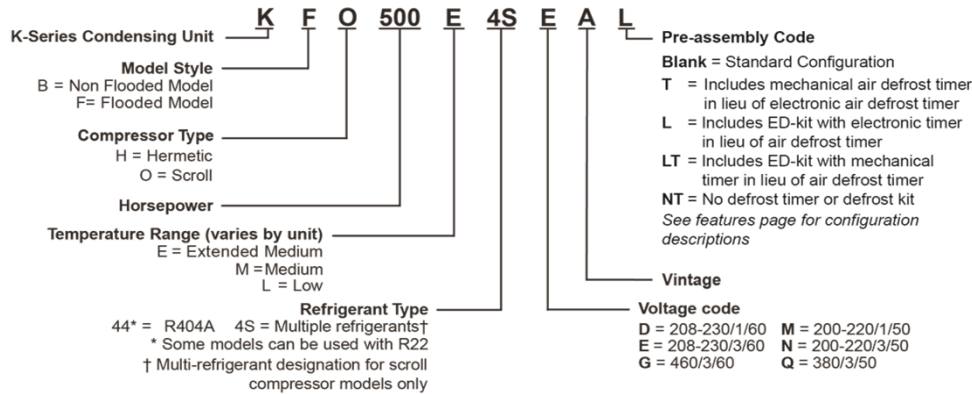 K F O 500 E 4S E A L
K-Series Condensing Unit
Model Style
B = Non Flooded Model
F= Flooded Model
Compressor Type
H = Hermetic
O = Scroll
Horsepower
Temperature Range (varies by unit)
E = Extended Medium
M =Medium
L = Low
Refrigerant Type
44* = R404A 4S = Multiple refrigerants†
* Some models can be used with R22
† Multi-refrigerant designation for scroll
compressor models only
Pre-assembly Code
Blank = Standard Configuration
T = Includes mechanical air defrost timer
in lieu of electronic air defrost timer
L = Includes ED-kit with electronic timer
in lieu of air defrost timer
LT = Includes ED-kit with mechanical
timer in lieu of air defrost timer
NT = No defrost timer or defrost kit
See features page for configuration
descriptions
Vintage
Voltage code
D = 208-230/1/60 M = 200-220/1/50
E = 208-230/3/60 N = 200-220/3/50
G = 460/3/60 Q = 380/3/50